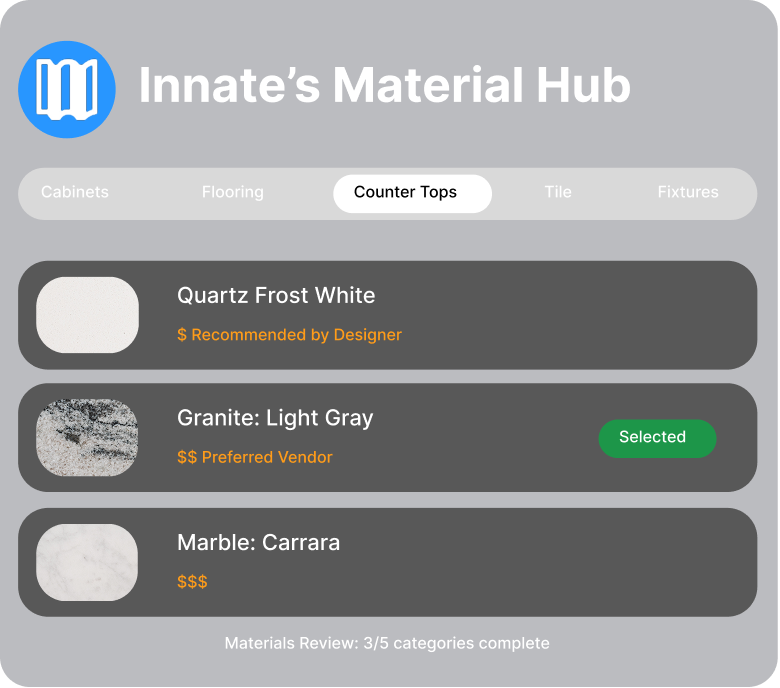 Innate’s Material Hub
Cabinets Flooring Counter Tops Tile Fixtures
Quartz Frost White
$ Recommended by Designer
Granite: Light Gray
$$ Preferred Vendor
Selected
Marble: Carrara
$$$
Materials Review: 3/5 categories complete